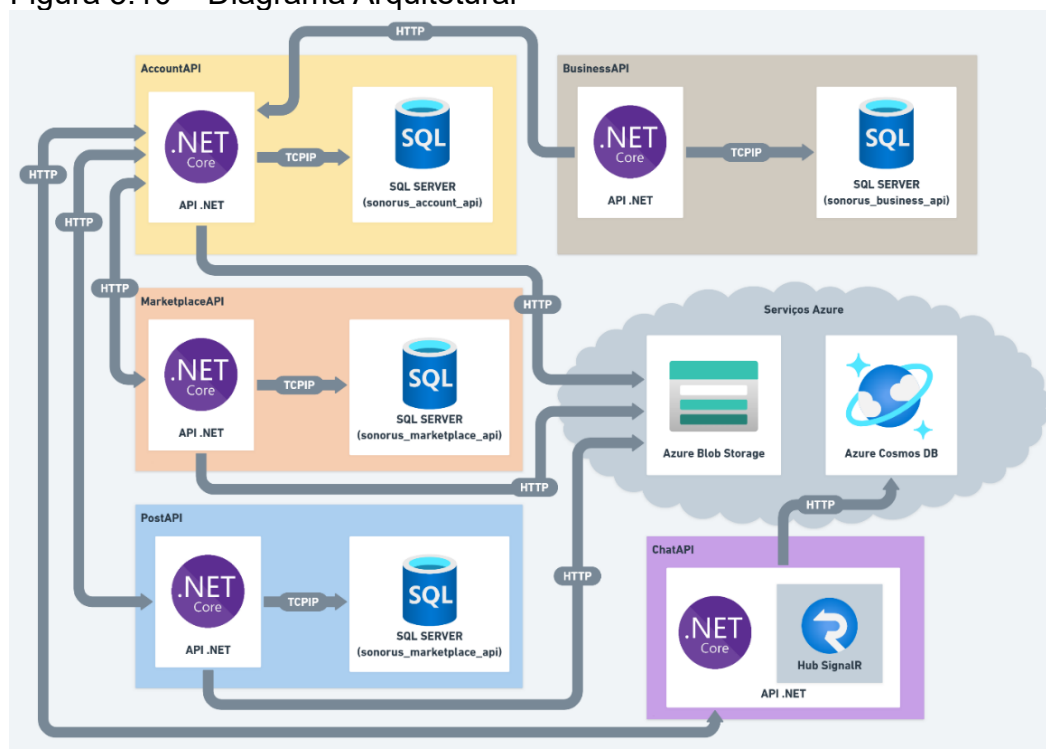 Figura – Diagrama Arquitetural
HTTP
AccountAPI
.NET
Core
API .NET
TCPIP
SQL
SQL SERVER
(sonorus_account_api)
BusinessAPI
.NET
Core
API .NET
TCPIP
SQL
SQL SERVER
(sonorus_business_api)
HTTP
HTTP
HTTP
HTTP
MarketplaceAPI
.NET
Core
API .NET
TCPIP
SQL
SQL SERVER
(sonorus_marketplace_api)
HTTP
Serviços Azure
Azure Blob Storage
Azure Cosmos DB
HTTP
PostAPI
.NET
Core
API .NET
TCPIP
SQL
SQL SERVER
(sonorus_marketplace_api)
HTTP
ChatAPI
.NET
Core
Hub SignalR
API .NET